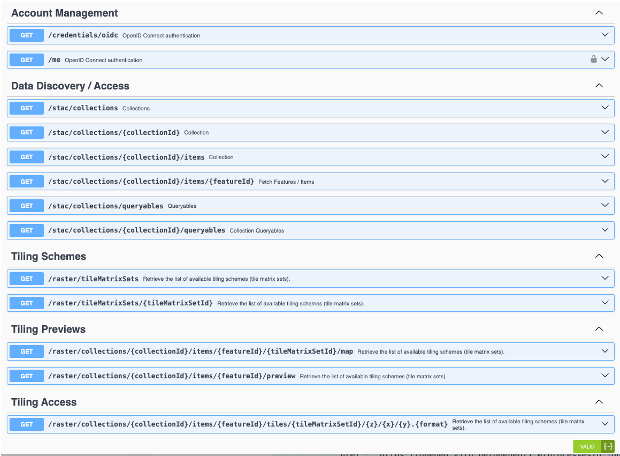 Account Management
GET /credentials/oidc OpenID Connect authentication
GET /me OpenID Connect authentication
Data Discovery / Access
GET /stac/collections Collections
GET /stac/collections/{collectionId} Collection
GET /stac/collections/{collectionId}/items Collection
GET /stac/collections/{collectionId}/items/{featureId} Fetch Features / Items
GET /stac/collections/queryables Queryables
GET /stac/collections/{collectionId}/queryables Collection Queryables
Tiling Schemes
GET /raster/tileMatrixSets Retrieve the list of available tiling schemes (tile matrix sets).
GET /raster/tileMatrixSets/{tileMatrixSetId} Retrieve the list of available tiling schemes (tile matrix sets).
Tiling Previews
GET /raster/collections/{collectionId}/items/{featureId}/{tileMatrixSetId}/map Retrieve the list of available tiling schemes (tile matrix sets).
GET /raster/collections/{collectionId}/items/{featureId}/preview Retrieve the list of available tiling schemes (tile matrix sets).
Tiling Access
GET /raster/collections/{collectionId}/items/{featureId}/tiles/{tileMatrixSetId}/{z}/{x}/{y}.{format} Retrieve the list of available tiling schemes (tile matrix
sets).
VALID {···}